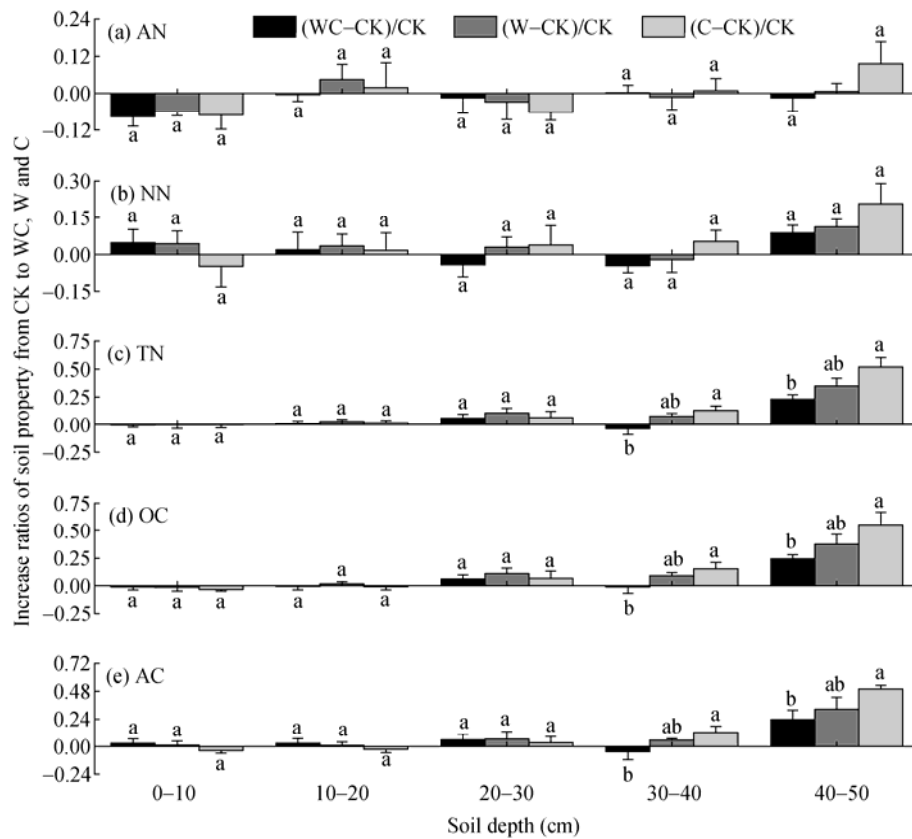 Increase ratios of soil property from CK to WC, W and C
(WC–CK)/CK (W–CK)/CK (C–CK)/CK
(a) AN
0.24
0.12
0.00
−0.12
a a a a a a a a a a a a a a a
(b) NN
0.30
0.15
0.00
−0.15
a a a a a a a a a a a a a a a
(c) TN
0.75
0.50
0.25
0.00
−0.25
a a a a a a a a a b ab a b ab a
(d) OC
0.75
0.50
0.25
0.00
−0.25
a a a a a a a a a b ab a b ab a
(e) AC
0.72
0.48
0.24
0.00
−0.24
a a a a a a a a a b ab a b ab a
0–10 10–20 20–30 30–40 40–50
Soil depth (cm)